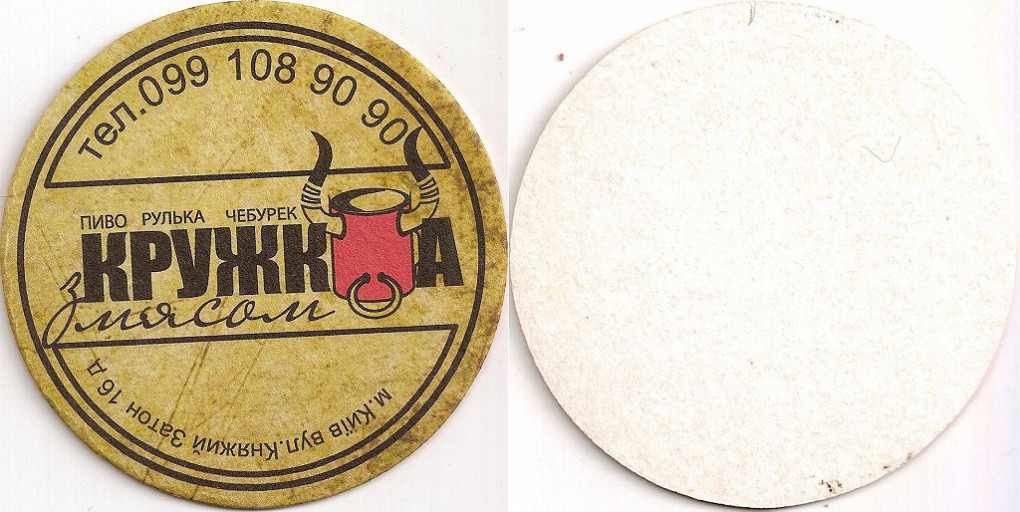 тел.099 108 90 90
ПИВО РУЛЬКА ЧЕБУРЕК
КРУЖКА
з мясом
м.Київ вул.Княжий Затон 16 д